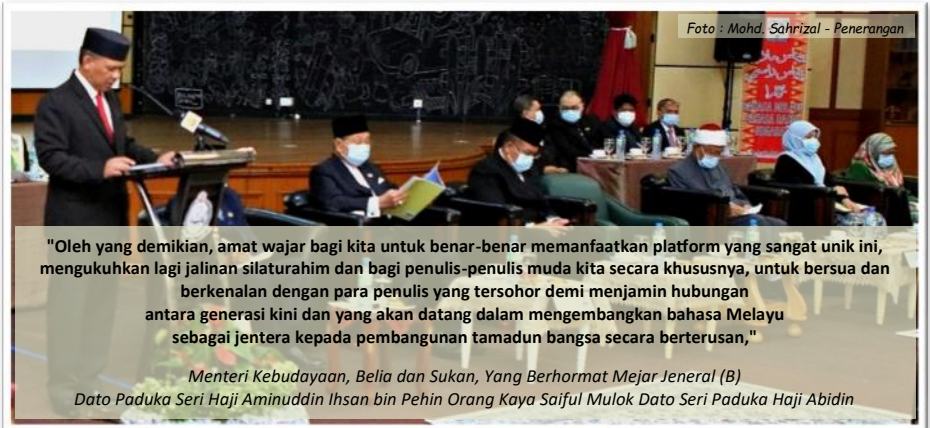 Foto : Mohd. Sahrizal - Penerangan
"Oleh yang demikian, amat wajar bagi kita untuk benar-benar memanfaatkan platform yang sangat unik ini,
mengukuhkan lagi jalinan silaturahim dan bagi penulis-penulis muda kita secara khususnya, untuk bersua dan
berkenalan dengan para penulis yang tersohor demi menjamin hubungan
antara generasi kini dan yang akan datang dalam mengembangkan bahasa Melayu
sebagai jentera kepada pembangunan tamadun bangsa secara berterusan,"
Menteri Kebudayaan, Belia dan Sukan, Yang Berhormat Mejar Jeneral (B)
Dato Paduka Seri Haji Aminuddin Ihsan bin Pehin Orang Kaya Saiful Mulok Dato Seri Paduka Haji Abidin